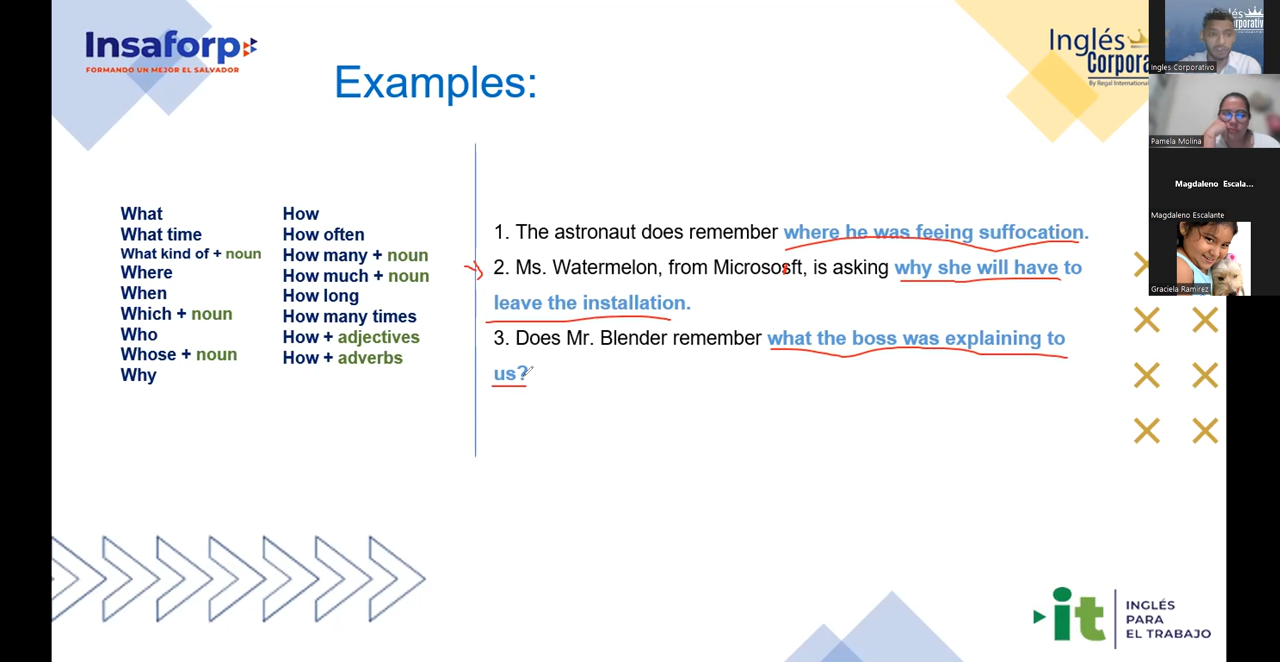 Insaforp
FORMANDO UN MEJOR EL SALVADOR
Examples:
Inglés
Corpora
By Regal International
What
What time
What kind of + noun
Where
When
Which + noun
Who
Whose + noun
Why
How
How often
How many + noun
How much + noun
How long
How many times
How + adjectives
How + adverbs
1. The astronaut does remember where he was feeing suffocation.
2. Ms. Watermelon, from Micrososft, is asking why she will have to
leave the installation.
3. Does Mr. Blender remember what the boss was explaining to
us?
it
INGLÉS
PARA
EL TRABAJO
Ingles Corporativo
Pamela Molina
Magdaleno Escala...
Magdaleno Escalante
Graciela Ramirez